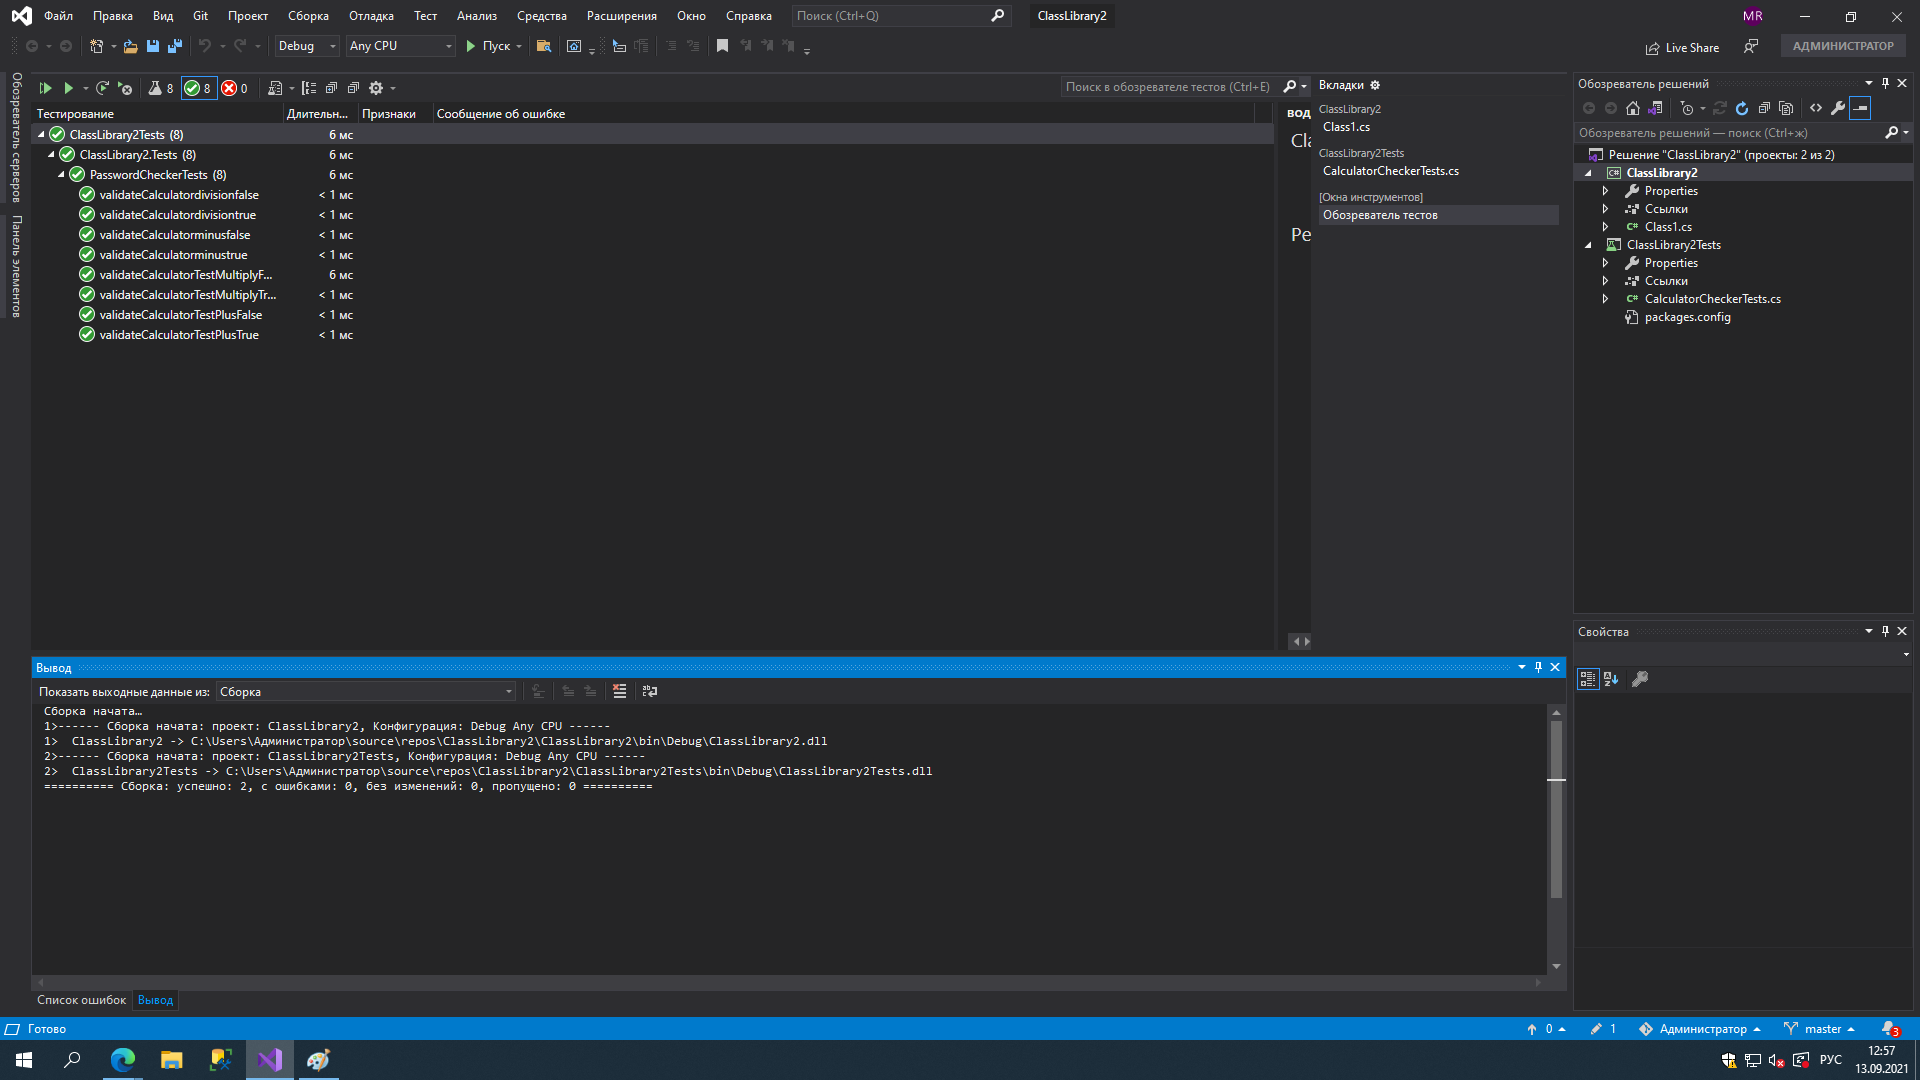 Файл Правка Вид Git Проект Сборка Отладка Тест Анализ Средства Расширения Окно Справка Поиск (Ctrl+Q) ClassLibrary2 MR
Debug Any CPU Пуск Live Share АДМИНИСТРАТОР
Обозреватель серверов
Панель элементов
8 8 0 Поиск в обозревателе тестов (Ctrl+E)
Тестирование Длительн... Признаки Сообщение об ошибке
ClassLibrary2Tests (8) 6 мс
ClassLibrary2.Tests (8) 6 мс
PasswordCheckerTests (8) 6 мс
validateCalculatordivisionfalse < 1 мс
validateCalculatordivisiontrue < 1 мс
validateCalculatorminusfalse < 1 мс
validateCalculatorminustrue < 1 мс
validateCalculatorTestMultiplyF... 6 мс
validateCalculatorTestMultiplyTr... < 1 мс
validateCalculatorTestPlusFalse < 1 мс
validateCalculatorTestPlusTrue < 1 мс
вод
Cla
Ре
Вкладки
ClassLibrary2
Class1.cs
ClassLibrary2Tests
CalculatorCheckerTests.cs
[Окна инструментов]
Обозреватель тестов
Обозреватель решений
Обозреватель решений — поиск (Ctrl+ж)
Решение "ClassLibrary2" (проекты: 2 из 2)
ClassLibrary2
Properties
Ссылки
Class1.cs
ClassLibrary2Tests
Properties
Ссылки
CalculatorCheckerTests.cs
packages.config
Свойства
Вывод
Показать выходные данные из: Сборка
Сборка начата…
1>------ Сборка начата: проект: ClassLibrary2, Конфигурация: Debug Any CPU ------
1>  ClassLibrary2 -> C:\Users\Администратор\source\repos\ClassLibrary2\ClassLibrary2\bin\Debug\ClassLibrary2.dll
2>------ Сборка начата: проект: ClassLibrary2Tests, Конфигурация: Debug Any CPU ------
2>  ClassLibrary2Tests -> C:\Users\Администратор\source\repos\ClassLibrary2\ClassLibrary2Tests\bin\Debug\ClassLibrary2Tests.dll
========== Сборка: успешно: 2, с ошибками: 0, без изменений: 0, пропущено: 0 ==========
Список ошибок Вывод
Готово 0 1 Администратор master 3
РУС 12:57
13.09.2021